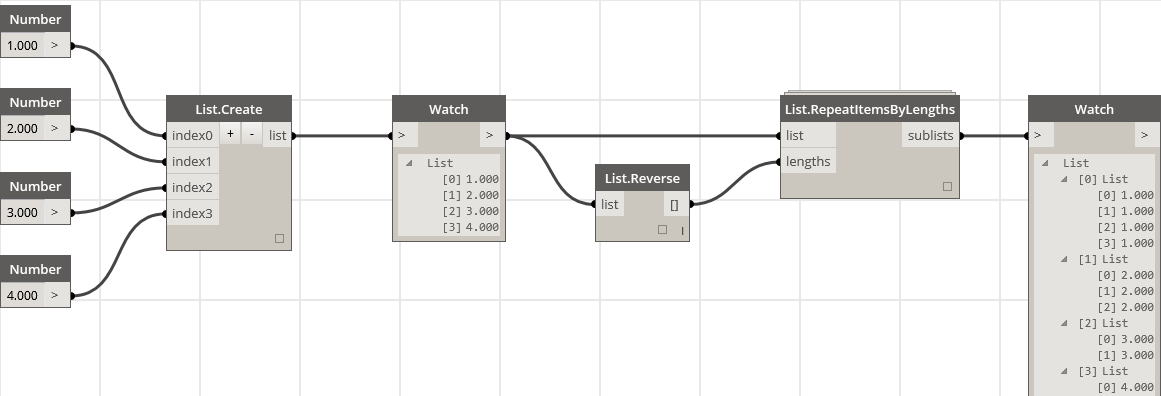 Number
1.000 >
Number
2.000 >
Number
3.000 >
Number
4.000 >
List.Create
index0 + - list
index1
index2
index3
Watch
> >
List
[0] 1.000
[1] 2.000
[2] 3.000
[3] 4.000
List.Reverse
list []
l
List.RepeatItemsByLengths
list sublists
lengths
Watch
> >
List
[0] List
[0] 1.000
[1] 1.000
[2] 1.000
[3] 1.000
[1] List
[0] 2.000
[1] 2.000
[2] 2.000
[2] List
[0] 3.000
[1] 3.000
[3] List
[0] 4.000